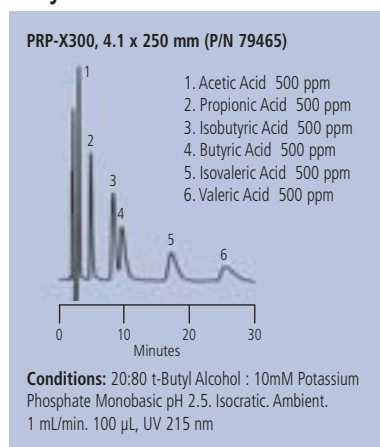 PRP-X300, 4.1 x 250 mm (P/N 79465)
1
2
3
4
5
6
1. Acetic Acid 500 ppm
2. Propionic Acid 500 ppm
3. Isobutyric Acid 500 ppm
4. Butyric Acid 500 ppm
5. Isovaleric Acid 500 ppm
6. Valeric Acid 500 ppm
0 10 20 30
Minutes
Conditions: 20:80 t-Butyl Alcohol : 10mM Potassium
Phosphate Monobasic pH 2.5. Isocratic. Ambient.
1 mL/min. 100 µL, UV 215 nm